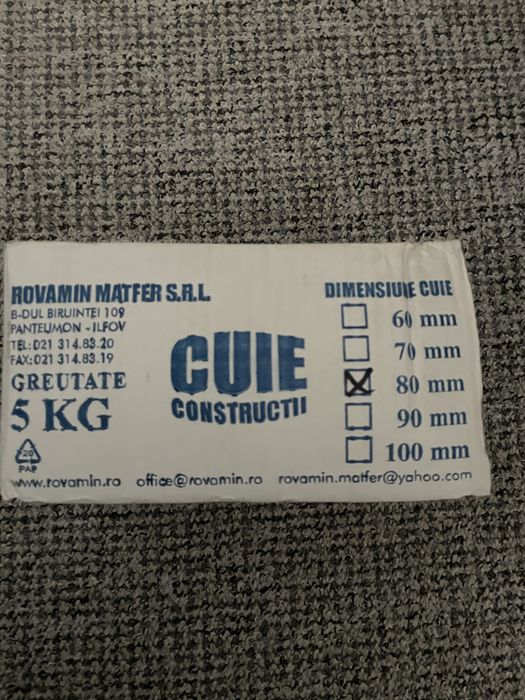 ROVAMIN MATFER S.R.L.
B-DUL BIRUINTEI 109
PANTELIMON - ILFOV
TEL: 021 314.83.20
FAX: 021 314.83.19
GREUTATE
5 KG
20
PAP
CUIE
CONSTRUCTII
DIMENSIUNE CUIE
60 mm
70 mm
80 mm
90 mm
100 mm
www.rovamin.ro office@rovamin.ro rovamin.matfer@yahoo.com